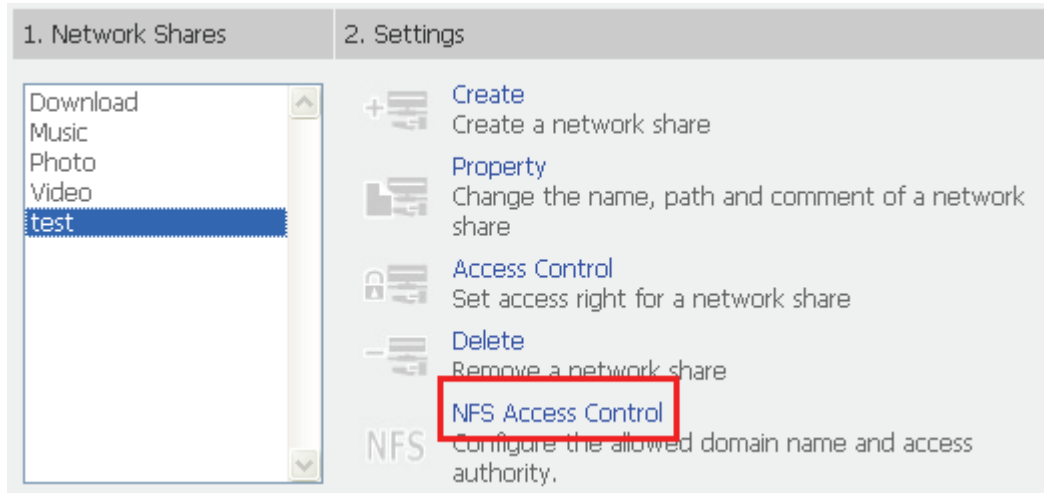 1. Network Shares
2. Settings
Download
Music
Photo
Video
test
Create
Create a network share
Property
Change the name, path and comment of a network
share
Access Control
Set access right for a network share
Delete
Remove a network share
NFS Access Control
NFS
Configure the allowed domain name and access
authority.